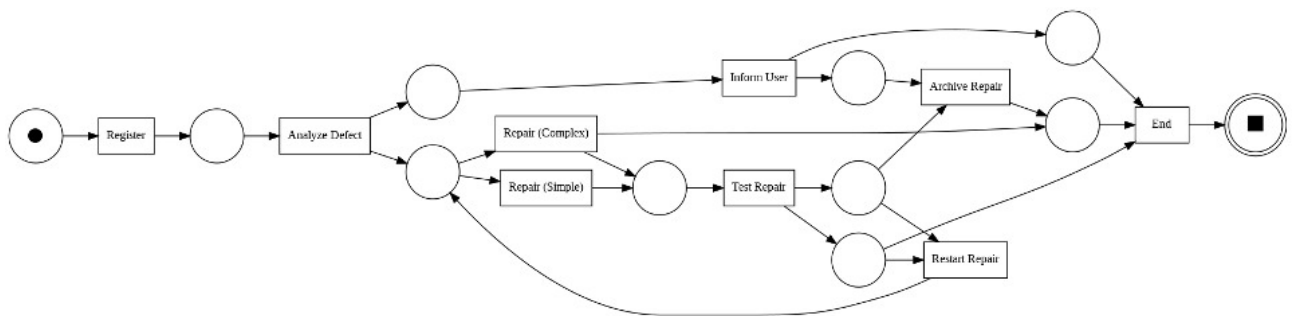 Register
Analyze Defect
Repair (Complex)
Repair (Simple)
Inform User
Test Repair
Archive Repair
Restart Repair
End